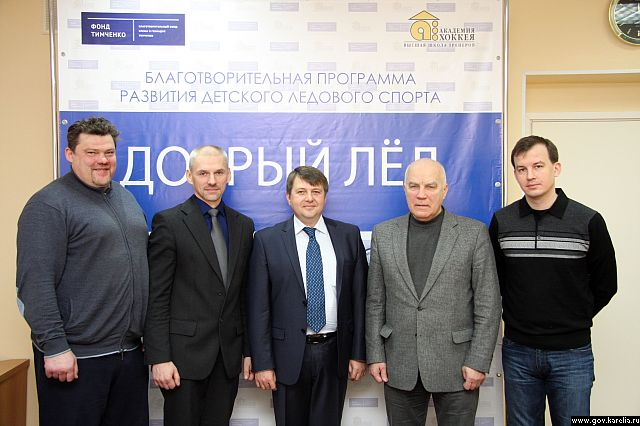 ФОНД
ТИМЧЕНКО
АКАДЕМИЯ
ХОККЕЯ
ВЫСШАЯ ШКОЛА ТРЕНЕРОВ
БЛАГОТВОРИТЕЛЬНАЯ ПРОГРАММА
РАЗВИТИЯ ДЕТСКОГО ЛЕДОВОГО СПОРТА
ДОБРЫЙ ЛЁД
www.gov.karelia.ru